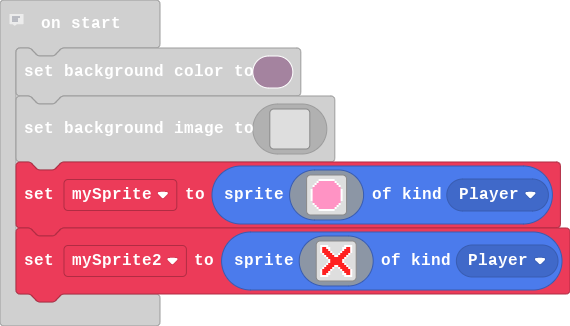 on start
set background color to
set background image to
set mySprite to sprite of kind Player
set mySprite2 to sprite of kind Player